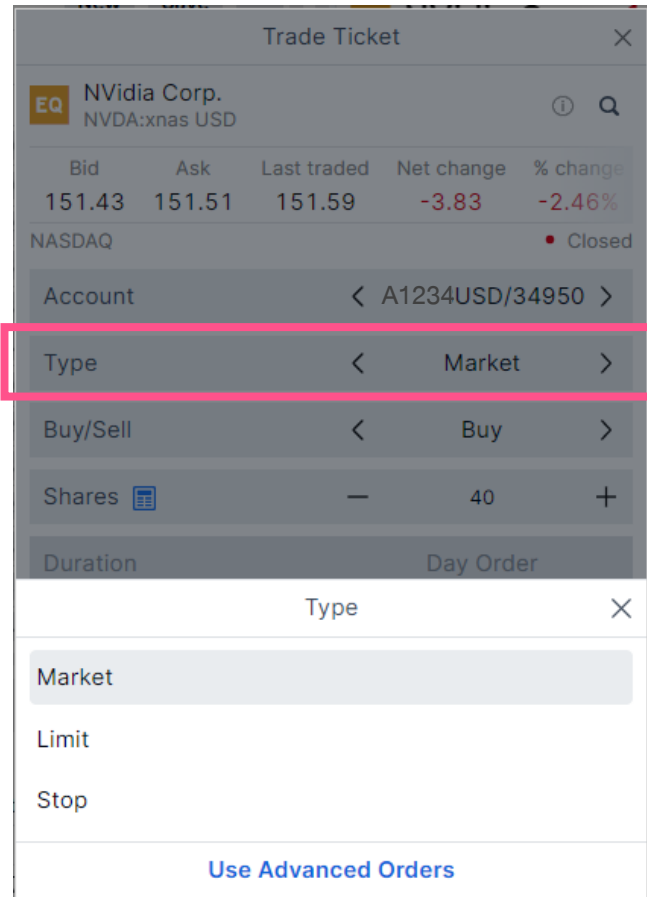 Trade Ticket
EQ NVidia Corp.
NVDA:xnas USD
Bid Ask Last traded Net change % change
151.43 151.51 151.59 -3.83 -2.46%
NASDAQ Closed
Account A1234USD/34950
Type Market
Buy/Sell Buy
Shares 40
Duration Day Order
Type
Market
Limit
Stop
Use Advanced Orders